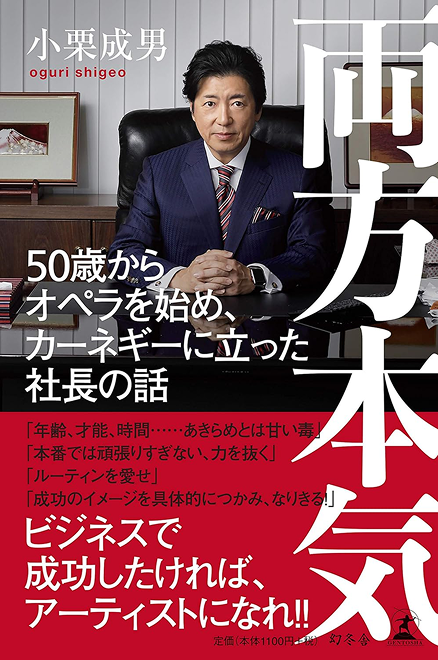 小栗成男
oguri shigeo
両方本気
50歳から
オペラを始め、
カーネギーに立った
社長の話
「年齢、才能、時間……あきらめとは甘い毒」
「本番では頑張りすぎない、力を抜く」
「ルーティンを愛せ」
「成功のイメージを具体的につかみ、なりきる!」
ビジネスで
成功したければ、
アーティストになれ!!
定価(本体1100円+税) 幻冬舎
GENTOSHA